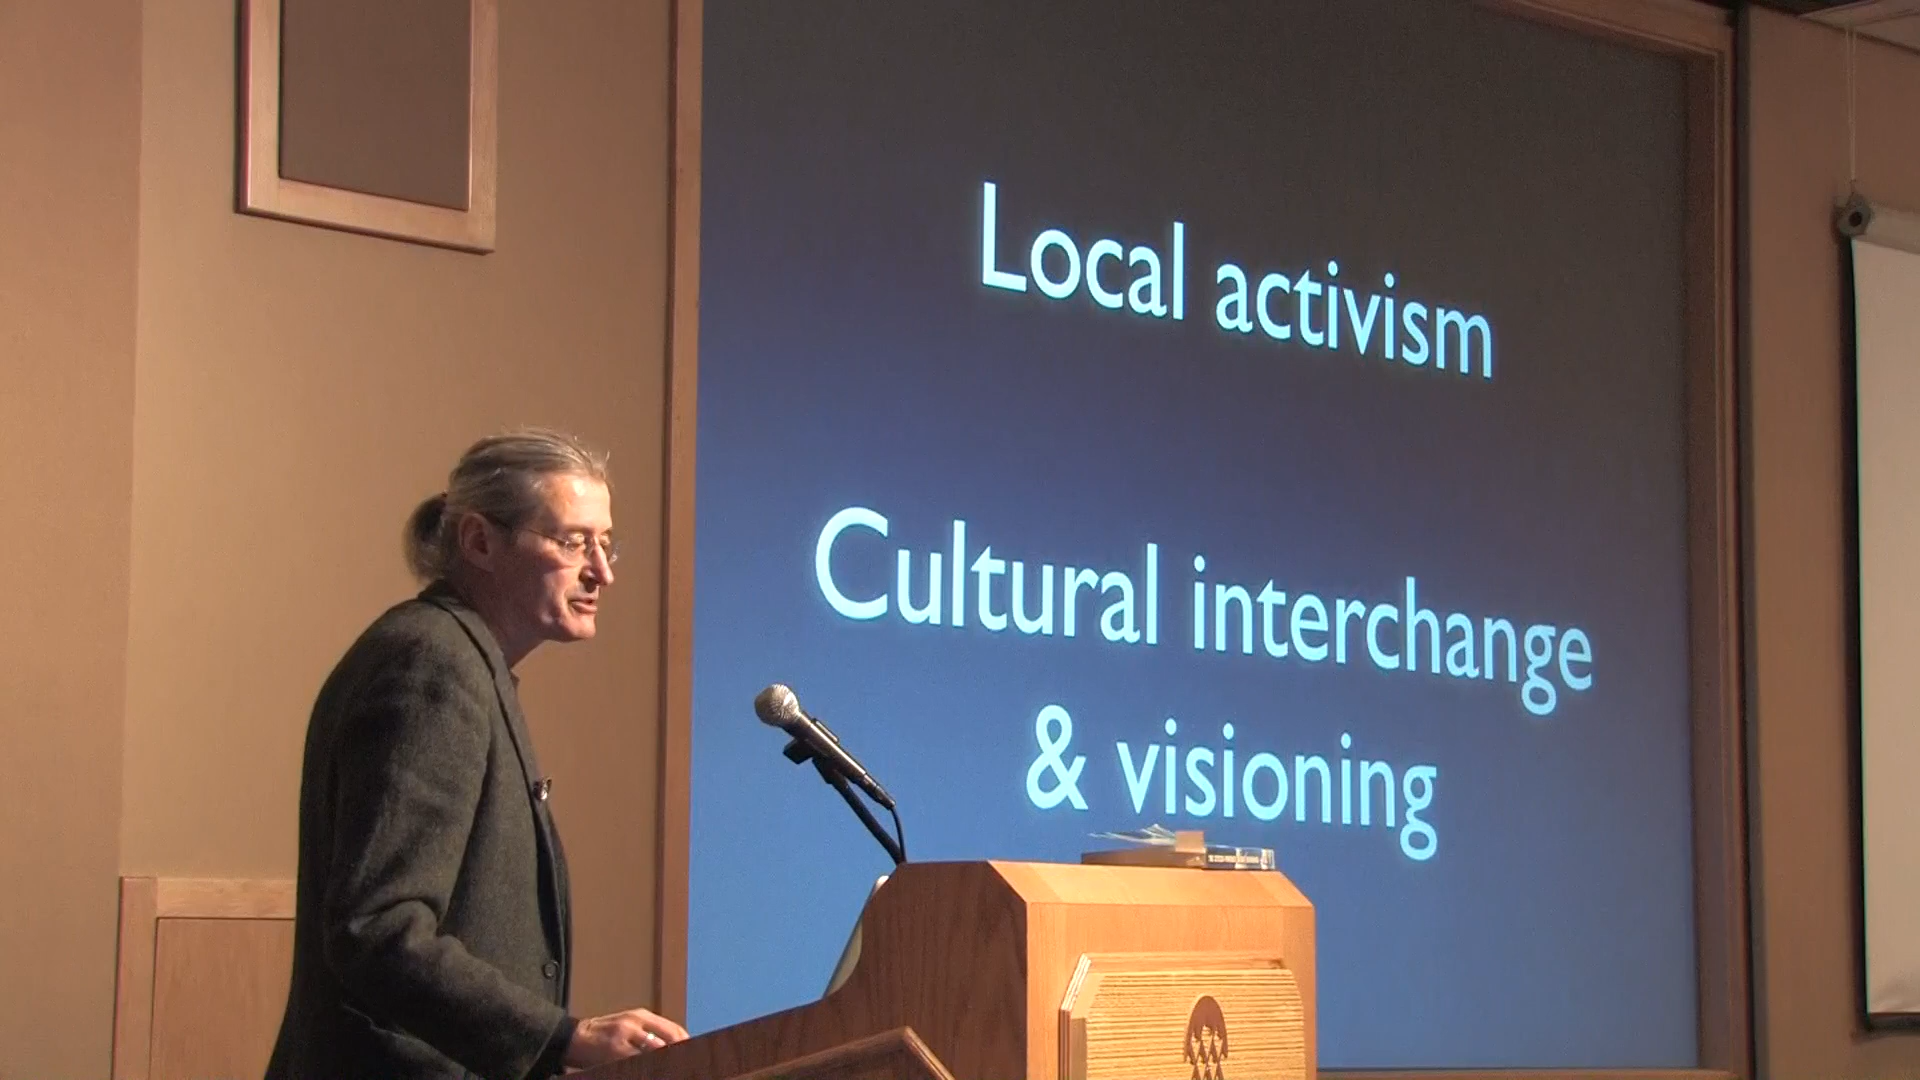 Local activism
Cultural interchange
& visioning